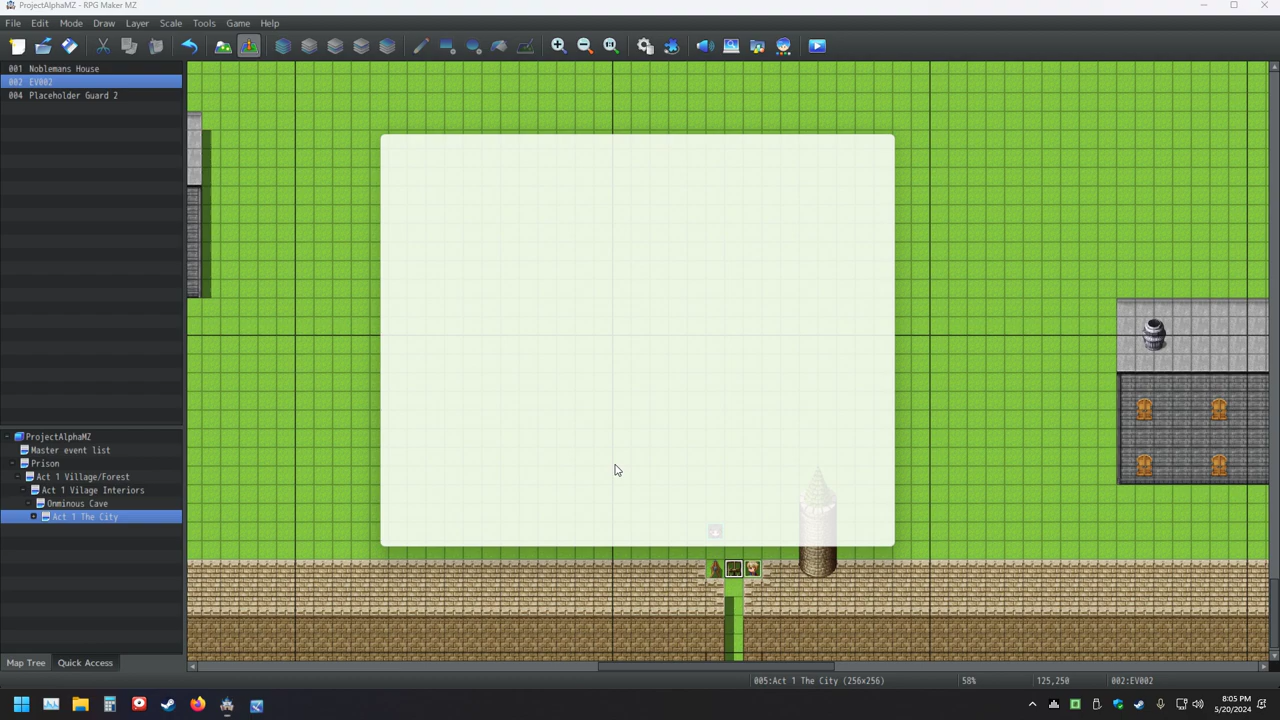 ProjectAlphaMZ - RPG Maker MZ
File Edit Mode Draw Layer Scale Tools Game Help
001 Noblemans House
002 EV002
004 Placeholder Guard 2
ProjectAlphaMZ
Master event list
Prison
Act 1 Village/Forest
Act 1 Vilage Interiors
Onminous Cave
Act 1 The City
Map Tree Quick Access
005:Act 1 The City (256x256) 58% 125,250 002:EV002
8:05 PM
5/20/2024